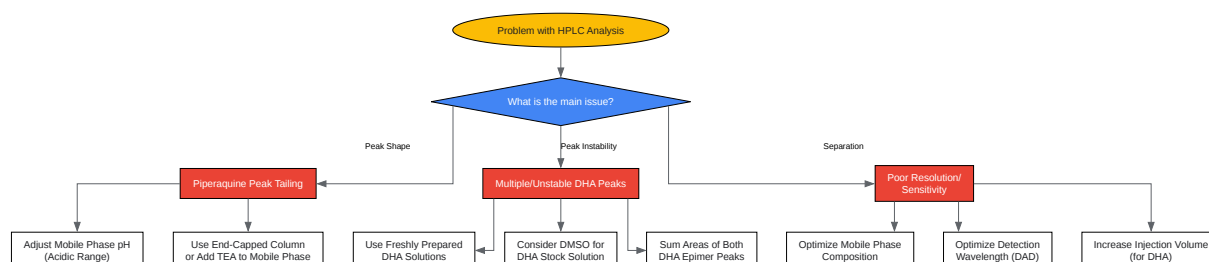 Problem with HPLC Analysis
What is the main issue?
Peak Shape
Peak Instability
Separation
Piperaquine Peak Tailing
Multiple/Unstable DHA Peaks
Poor Resolution/
Sensitivity
Adjust Mobile Phase pH
(Acidic Range)
Use End-Capped Column
or Add TEA to Mobile Phase
Use Freshly Prepared
DHA Solutions
Consider DMSO for
DHA Stock Solution
Sum Areas of Both
DHA Epimer Peaks
Optimize Mobile Phase
Composition
Optimize Detection
Wavelength (DAD)
Increase Injection Volume
(for DHA)